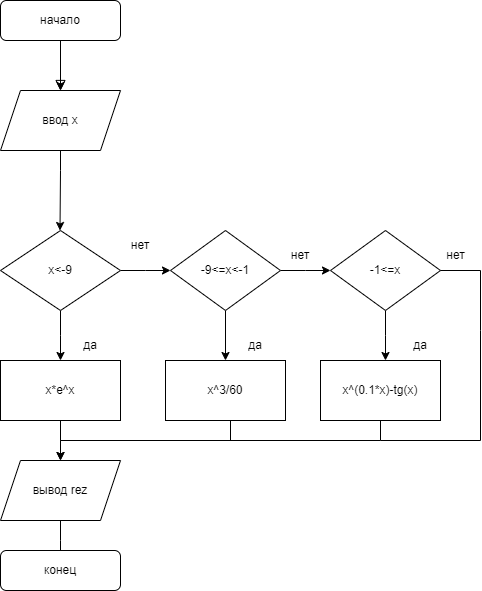 начало
ввод x
нет
нет
нет
x<-9
-9<=x<-1
-1<=x
да
да
да
x*e^x
x^3/60
x^(0.1*x)-tg(x)
вывод rez
конец